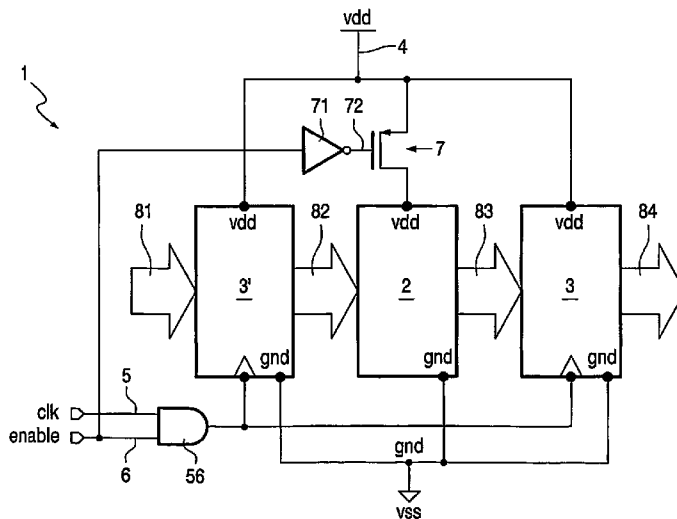 vdd
4
1
71
72
7
81
vdd
82
vdd
83
vdd
84
3'
2
3
gnd
gnd
gnd
clk
5
enable
6
56
gnd
vss